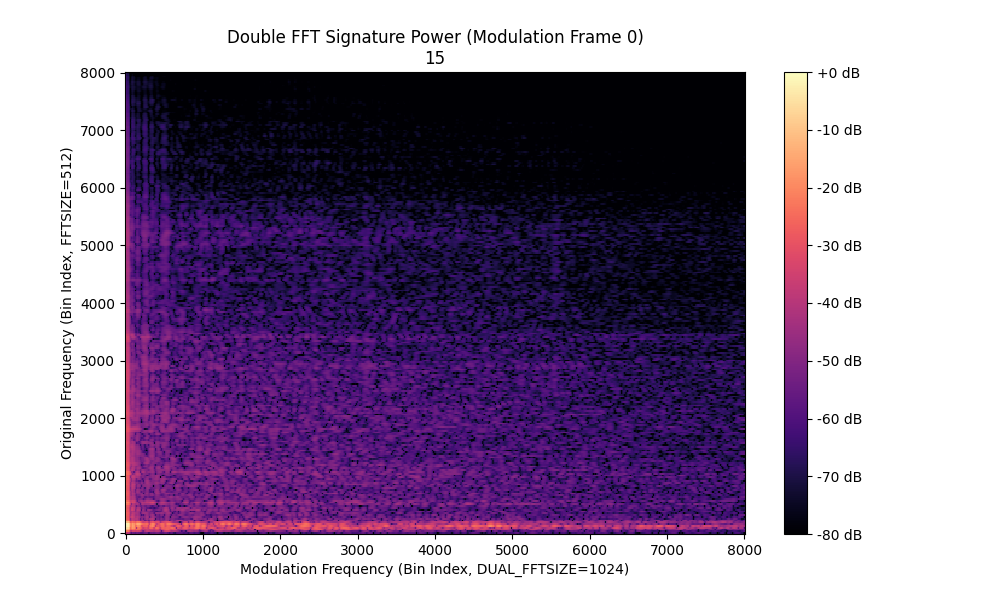 Double FFT Signature Power (Modulation Frame 0)
15
8000
7000
6000
5000
4000
3000
2000
1000
0
Original Frequency (Bin Index, FFTSIZE=512)
0 1000 2000 3000 4000 5000 6000 7000 8000
Modulation Frequency (Bin Index, DUAL_FFTSIZE=1024)
+0 dB
-10 dB
-20 dB
-30 dB
-40 dB
-50 dB
-60 dB
-70 dB
-80 dB